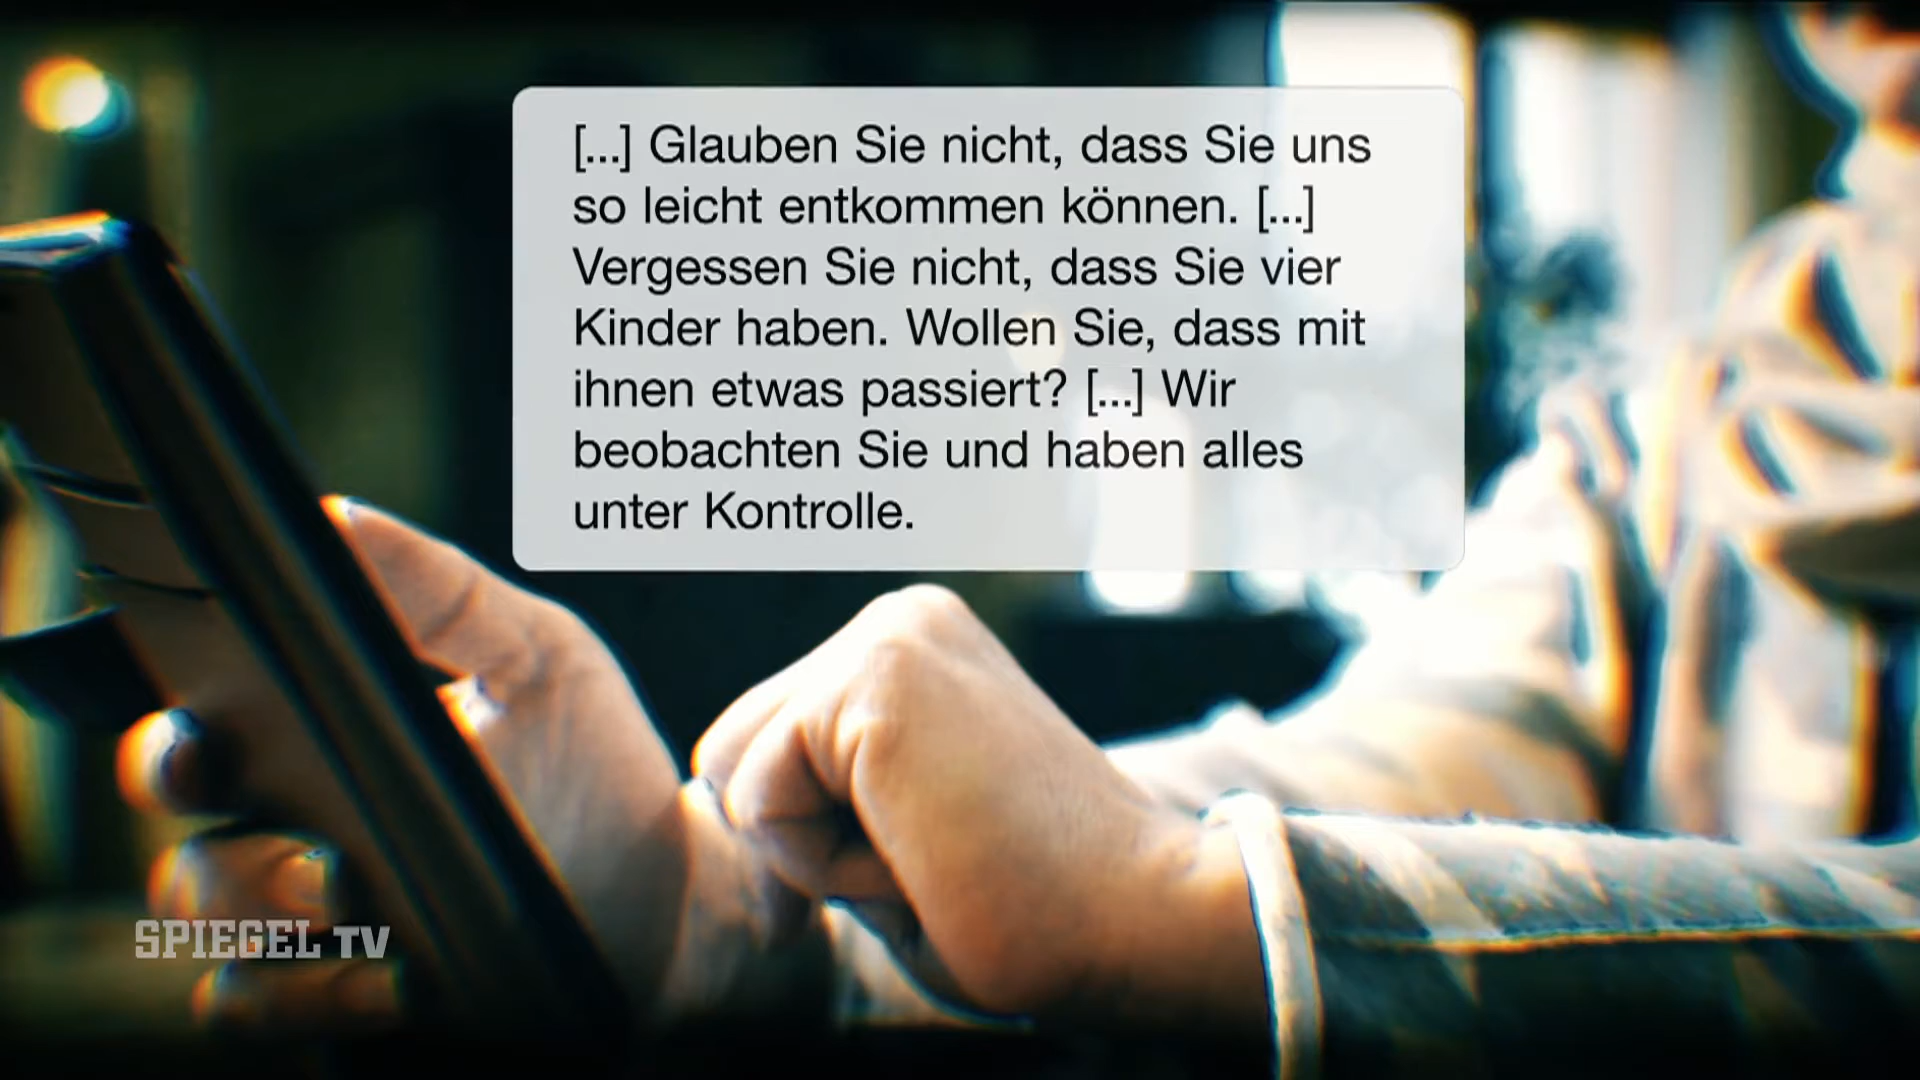 [...] Glauben Sie nicht, dass Sie uns
so leicht entkommen können. [...]
Vergessen Sie nicht, dass Sie vier
Kinder haben. Wollen Sie, dass mit
ihnen etwas passiert? [...] Wir
beobachten Sie und haben alles
unter Kontrolle.
SPIEGEL TV